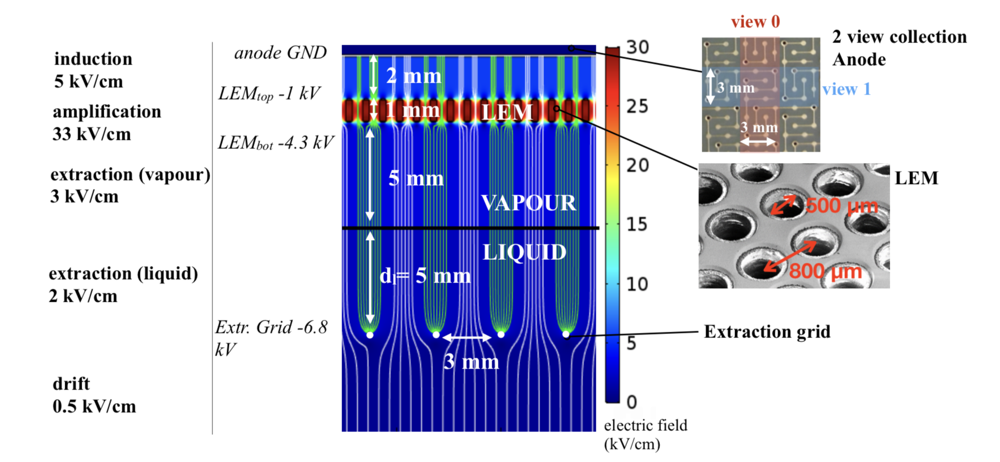 induction
5 kV/cm
amplification
33 kV/cm
extraction (vapour)
3 kV/cm
extraction (liquid)
2 kV/cm
drift
0.5 kV/cm
anode GND
LEMtop -1 kV
LEMbot -4.3 kV
Extr. Grid -6.8
kV
2 mm
1 mm
LEM
5 mm
VAPOUR
LIQUID
dl= 5 mm
3 mm
30
25
20
15
10
5
0
electric field
(kV/cm)
view 0
2 view collection
Anode
3 mm
view 1
3 mm
LEM
500 μm
800 μm
Extraction grid